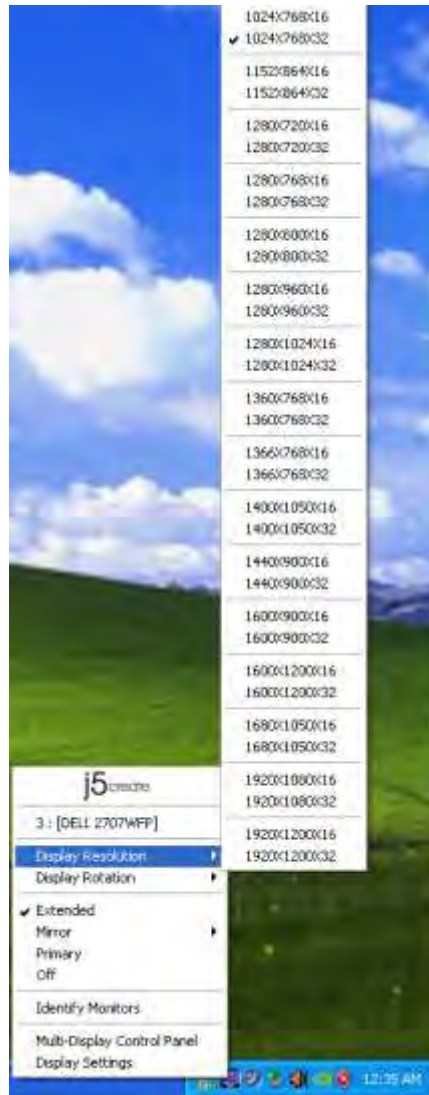 1024X768X16
1024X768X32
1152X864X16
1152X864X32
1280X720X16
1280X720X32
1280X768X16
1280X768X32
1280X800X16
1280X800X32
1280X960X16
1280X960X32
1280X1024X16
1280X1024X32
1360X768X16
1360X768X32
1366X768X16
1366X768X32
1400X1050X16
1400X1050X32
1440X900X16
1440X900X32
1600X900X16
1600X900X32
1600X1200X16
1600X1200X32
1680X1050X16
1680X1050X32
1920X1080X16
1920X1080X32
1920X1200X16
1920X1200X32
j5create
3 : [DELL 2707WFP]
Display Resolution
Display Rotation
Extended
Mirror
Primary
Off
Identify Monitors
Multi-Display Control Panel
Display Settings
12:35 AM